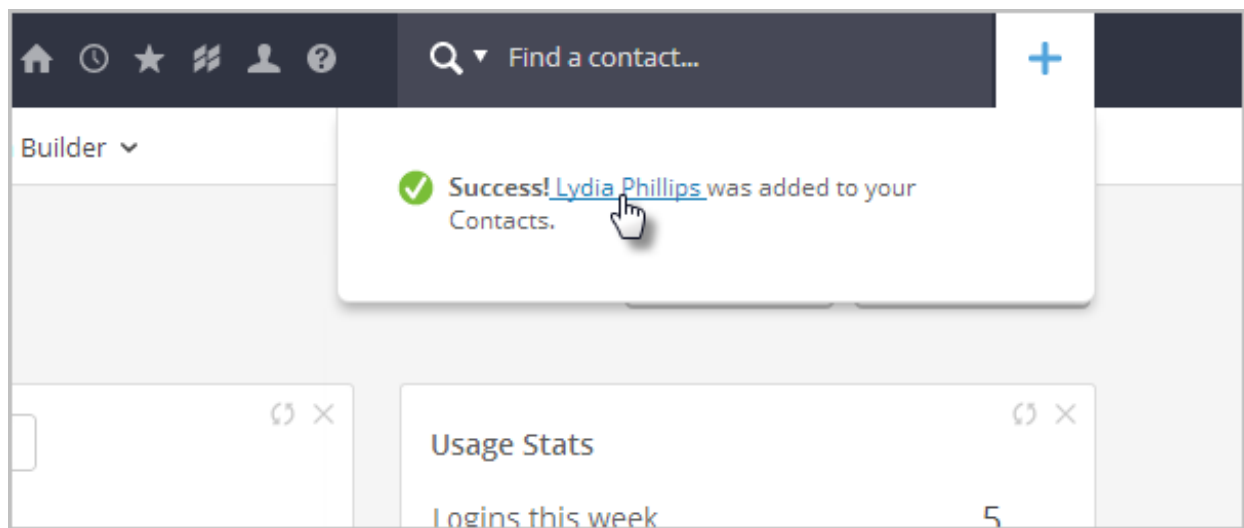 Find a contact...
Builder
Success! Lydia Phillips was added to your
Contacts.
Usage Stats
Logins this week 5